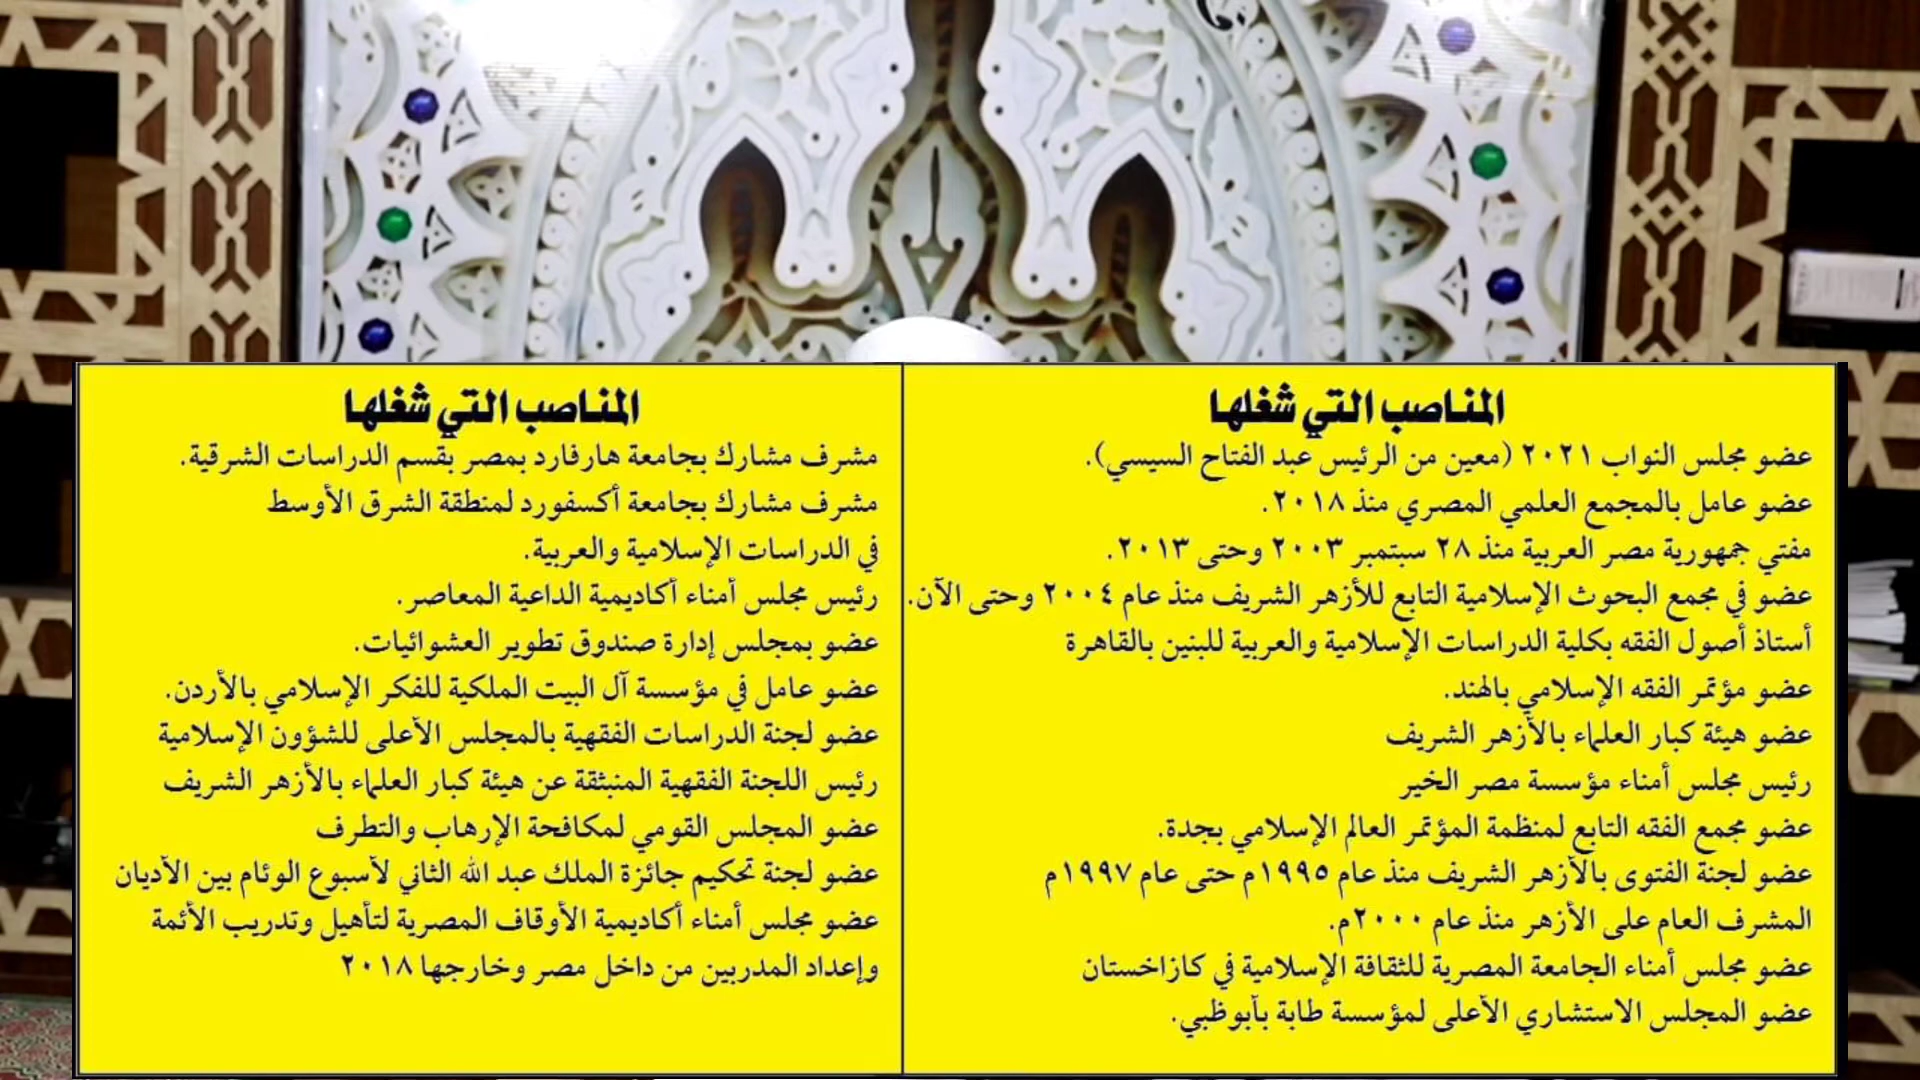 المناصب التي شغلها
عضو مجلس النواب ٢٠٢١ (معين من الرئيس عبد الفتاح السيسي).
عضو عامل بالمجمع العلمي المصري منذ ٢٠١٨.
مفتي جمهورية مصر العربية منذ ٢٨ سبتمبر ٢٠٠٣ وحتى ٢٠١٣.
عضو في مجمع البحوث الإسلامية التابع للأزهر الشريف منذ عام ٢٠٠٤ وحتى الآن.
أستاذ أصول الفقه بكلية الدراسات الإسلامية والعربية للبنين بالقاهرة
عضو مؤتمر الفقه الإسلامي بالهند.
عضو هيئة كبار العلماء بالأزهر الشريف
رئيس مجلس أمناء مؤسسة مصر الخير
عضو مجمع الفقه التابع لمنظمة المؤتمر العالم الإسلامي بجدة.
عضو لجنة الفتوى بالأزهر الشريف منذ عام ١٩٩٥م حتى عام ١٩٩٧م
المشرف العام على الأزهر منذ عام ٢٠٠٠م.
عضو مجلس أمناء الجامعة المصرية للثقافة الإسلامية في كازاخستان
عضو المجلس الاستشاري الأعلى لمؤسسة طابة بأبوظبي.
المناصب التي شغلها
مشرف مشارك بجامعة هارفارد بمصر بقسم الدراسات الشرقية.
مشرف مشارك بجامعة أكسفورد لمنطقة الشرق الأوسط
في الدراسات الإسلامية والعربية.
رئيس مجلس أمناء أكاديمية الداعية المعاصر.
عضو بمجلس إدارة صندوق تطوير العشوائيات.
عضو عامل في مؤسسة آل البيت الملكية للفكر الإسلامي بالأردن.
عضو لجنة الدراسات الفقهية بالمجلس الأعلى للشؤون الإسلامية
رئيس اللجنة الفقهية المنبثقة عن هيئة كبار العلماء بالأزهر الشريف
عضو المجلس القومي لمكافحة الإرهاب والتطرف
عضو لجنة تحكيم جائزة الملك عبد الله الثاني لأسبوع الوئام بين الأديان
عضو مجلس أمناء أكاديمية الأوقاف المصرية لتأهيل وتدريب الأئمة
وإعداد المدربين من داخل مصر وخارجها ٢٠١٨